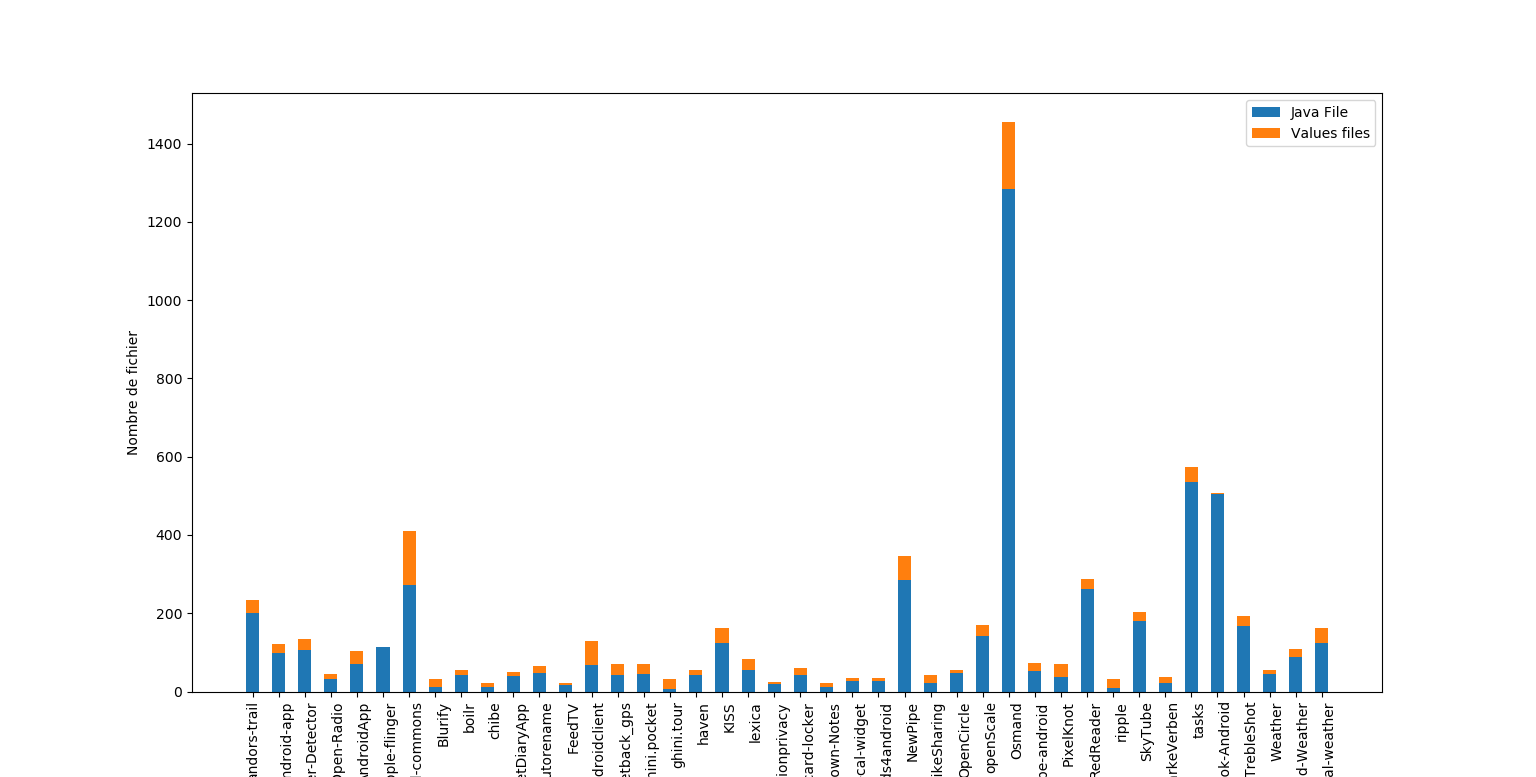 Java File
Values files
1400
1200
1000
800
600
400
200
0
Nombre de fichier
andors-trail
ndroid-app
er-Detector
Open-Radio
AndroidApp
ple-flinger
l-commons
Blurify
boilr
chibe
etDiaryApp
utorename
FeedTV
droidclient
etback_gps
hini.pocket
ghini.tour
haven
KISS
lexica
ionprivacy
card-locker
own-Notes
cal-widget
ds4android
NewPipe
ikeSharing
OpenCircle
openScale
Osmand
pe-android
PixelKnot
RedReader
ripple
SkyTube
arkeVerben
tasks
ok-Android
TrebleShot
Weather
d-Weather
al-weather